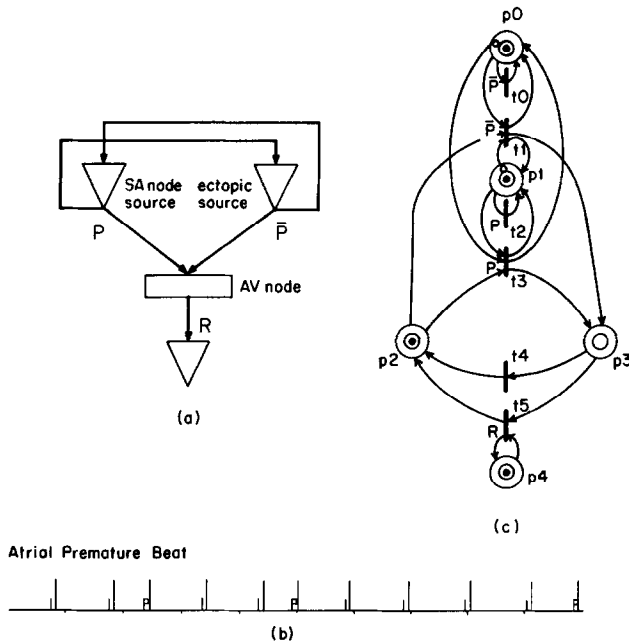 SA node ectopic
source source
P
P̅
AV node
R
(a)
p0
P̅
t0
P̅
t1
p1
P
t2
P
t3
p2
p3
t4
t5
R
p4
(c)
Atrial Premature Beat
P P P
(b)